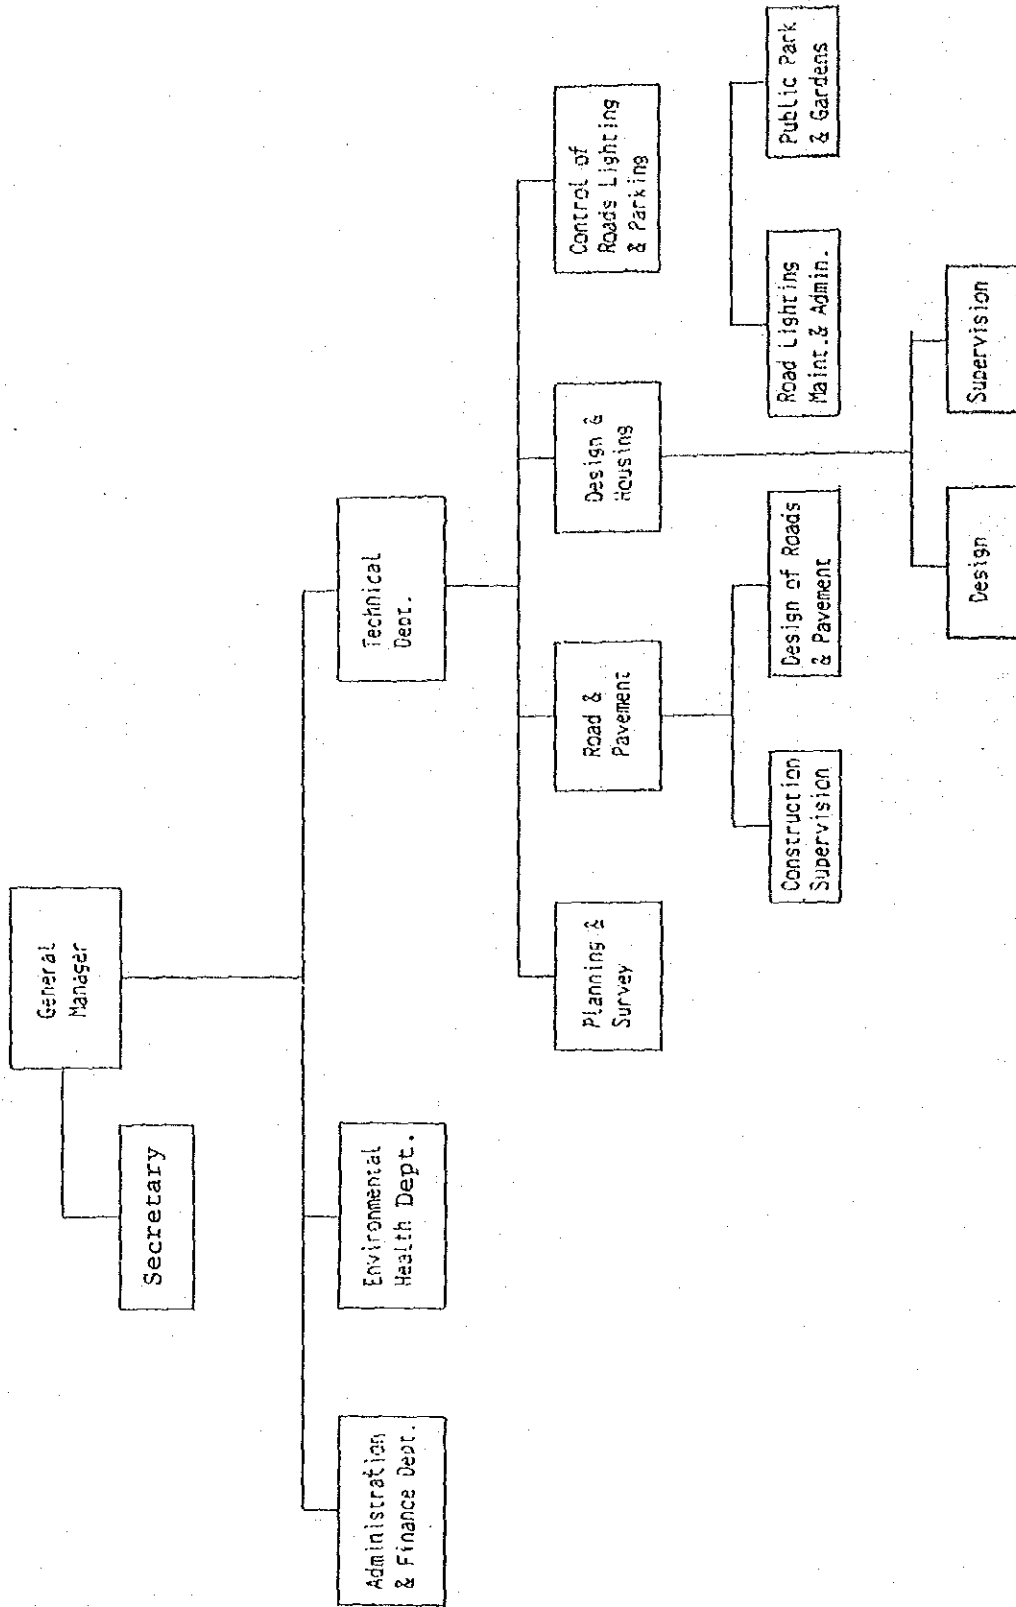 General
Manager
Secretary
Administration
& Finance Dept.
Environmental
Health Dept.
Technical
Dept.
Planning &
Survey
Road &
Pavement
Design &
Housing
Control of
Roads Lighting
& Parking
Construction
Supervision
Design of Roads
& Pavement
Road Lighting
Maint.& Admin.
Public Park
& Gardens
Design
Supervision